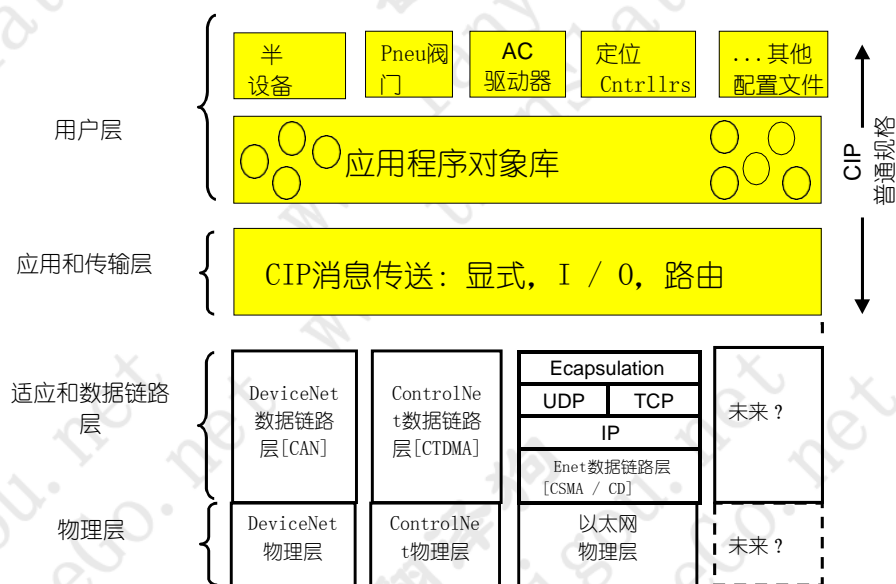 半
设备
Pneu阀
门
AC
驱动器
定位
Cntrllrs
...其他
配置文件
用户层
应用程序对象库
CIP
普通规格
应用和传输层
CIP消息传送: 显式, I / O, 路由
适应和数据链路
层
DeviceNet
数据链路
层[CAN]
ControlNe
t数据链路
层[CTDMA]
Ecapsulation
UDP
TCP
IP
Enet数据链路层
[CSMA / CD]
未来?
物理层
DeviceNet
物理层
ControlNe
t物理层
以太网
物理层
未来?